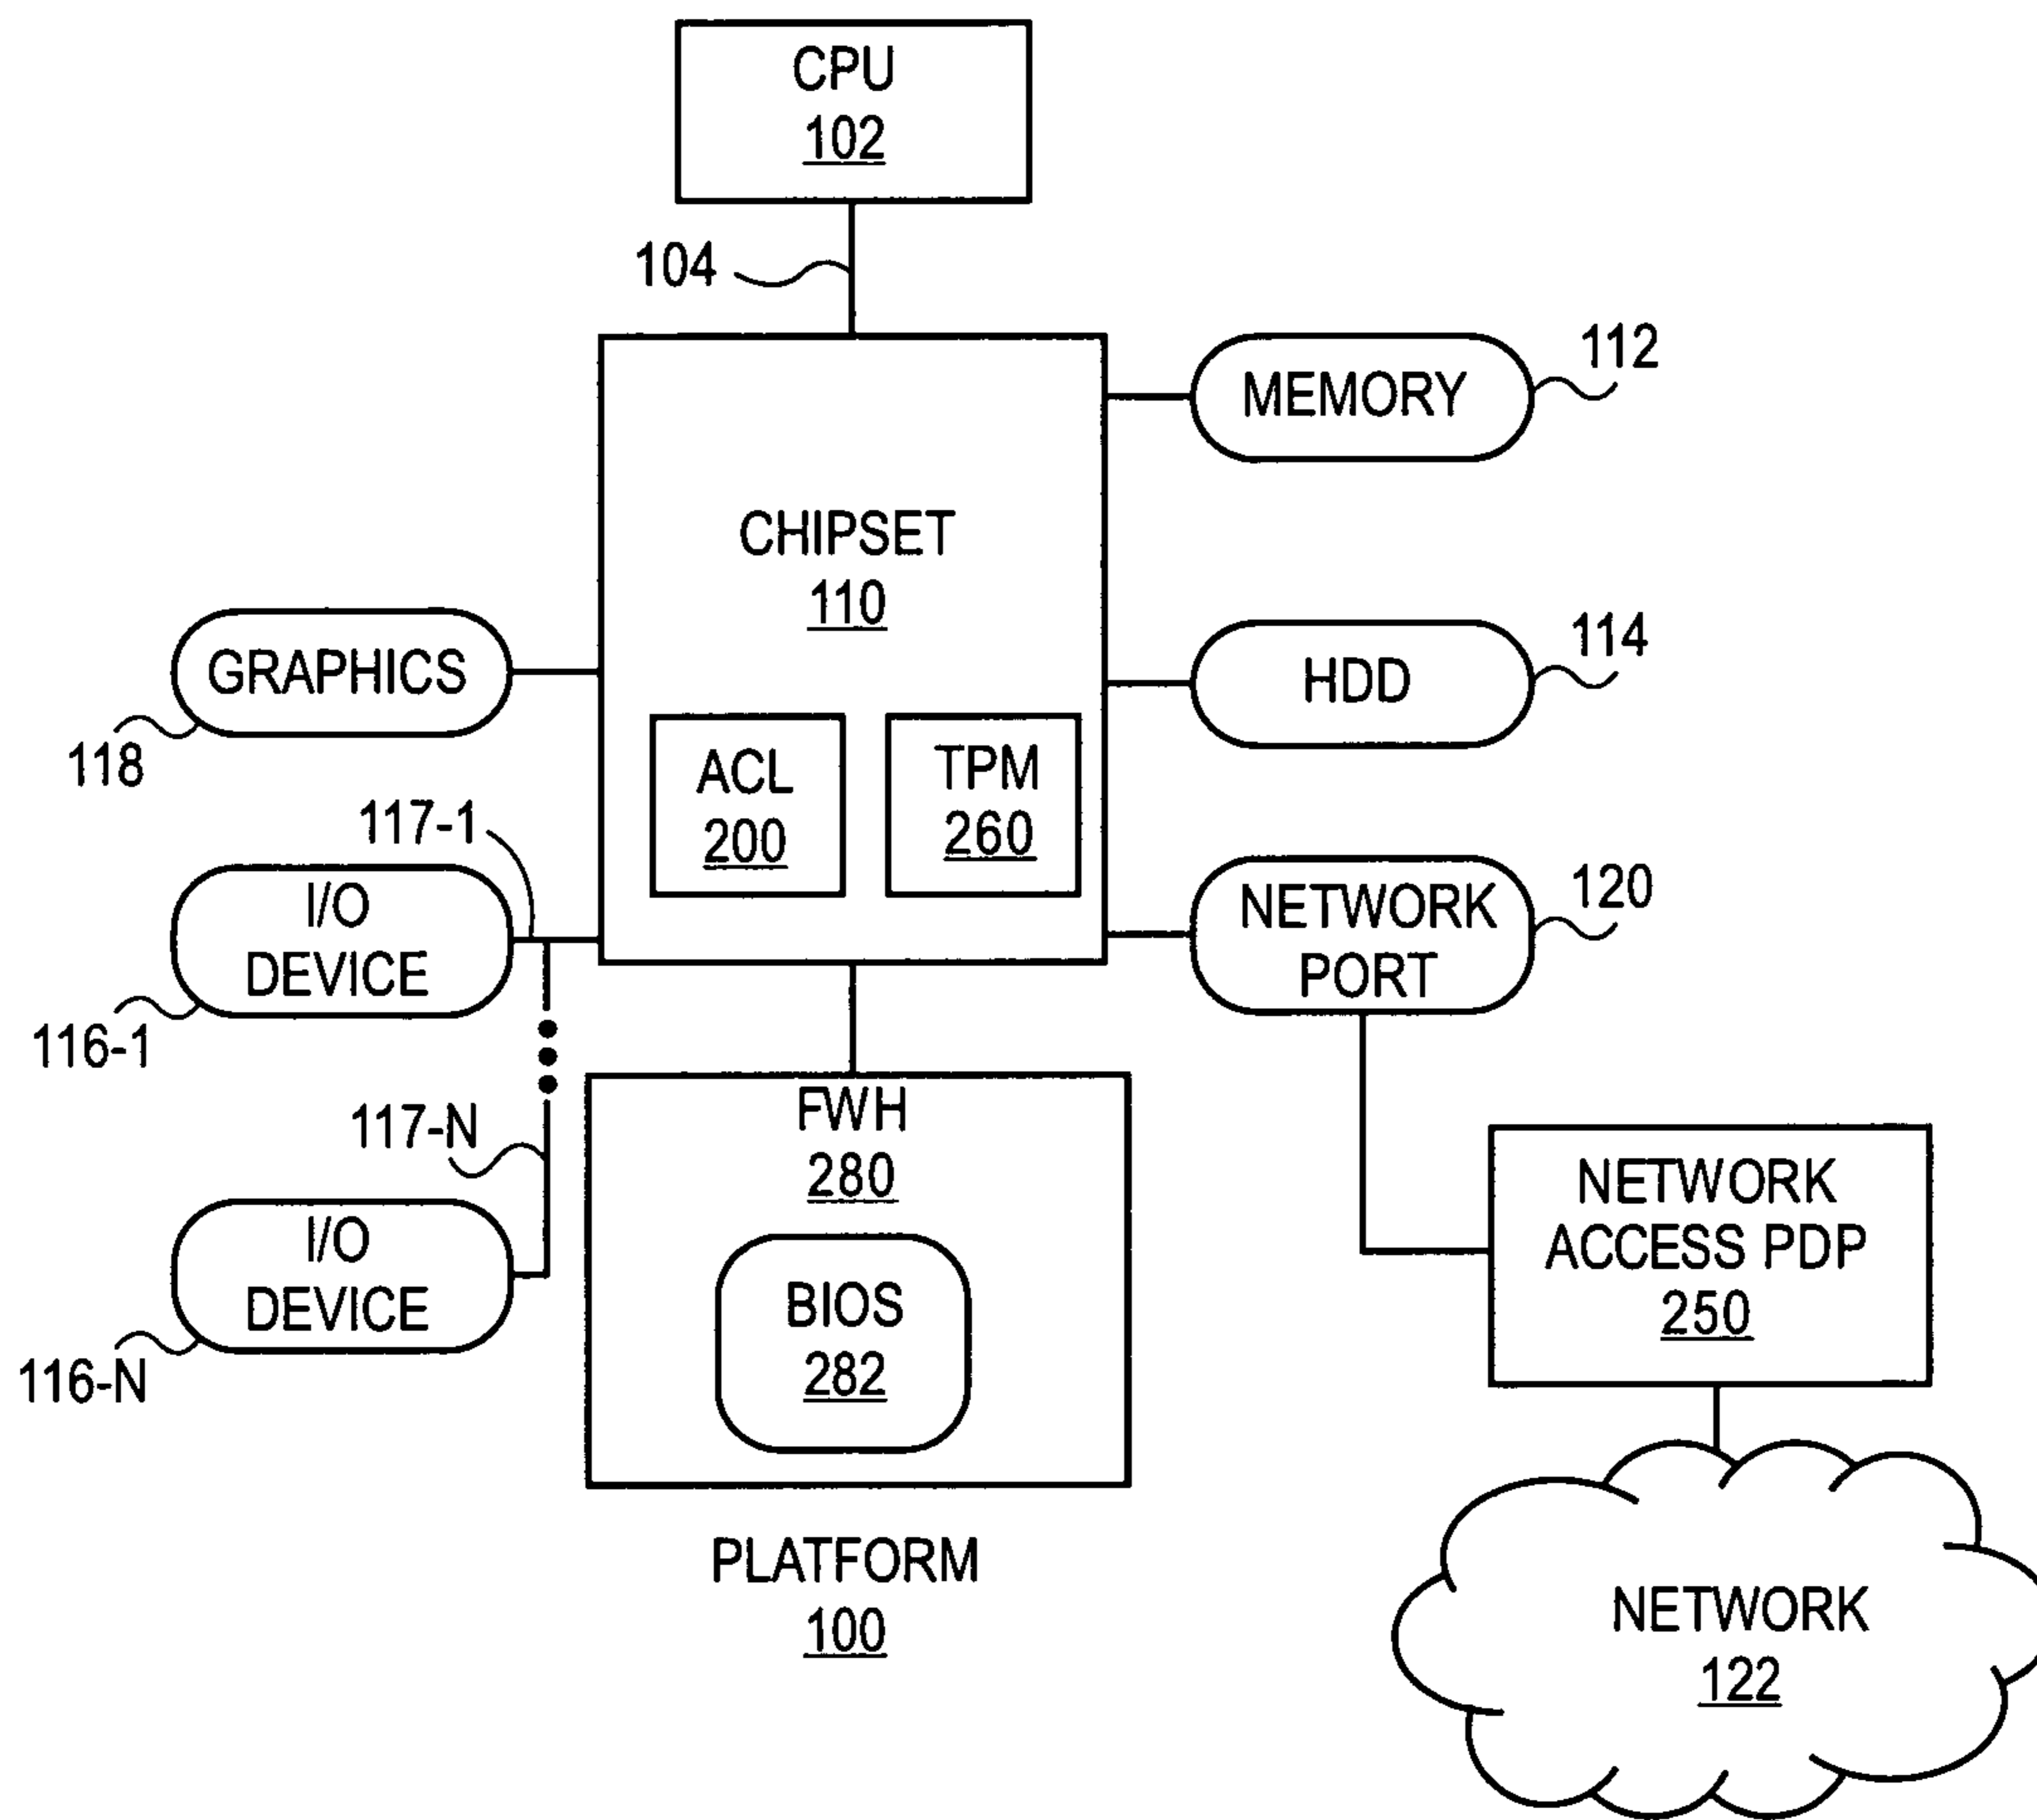 CPU
102
104
CHIPSET
110
MEMORY
112
HDD
114
GRAPHICS
118
ACL
200
TPM
260
117-1
I/O
DEVICE
116-1
NETWORK
PORT
120
117-N
I/O
DEVICE
116-N
FWH
280
BIOS
282
NETWORK
ACCESS PDP
250
PLATFORM
100
NETWORK
122